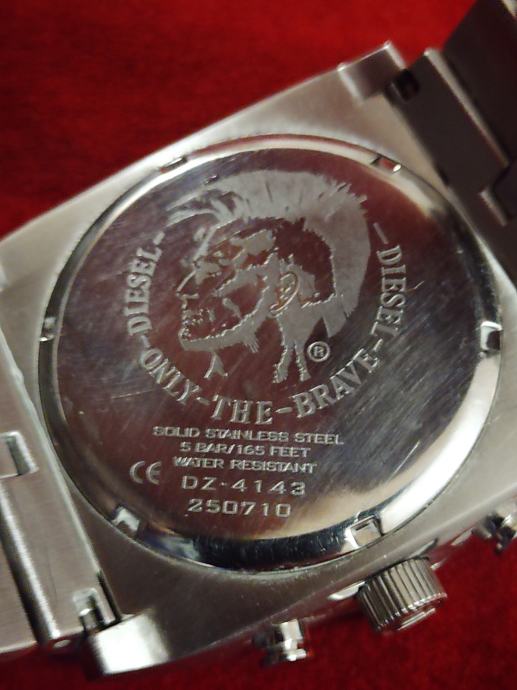 -DIESEL-ONLY-THE-BRAVE-DIESEL-
®
SOLID STAINLESS STEEL
5 BAR/165 FEET
WATER RESISTANT
CE DZ-4143
250710